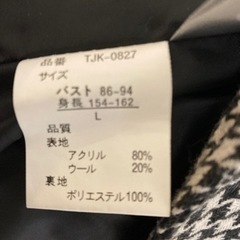 品番 TJK-0827
サイズ
バスト 86~94
身長 154~162
L
品質
表地
アクリル 80%
ウール 20%
裏地
ポリエステル100%